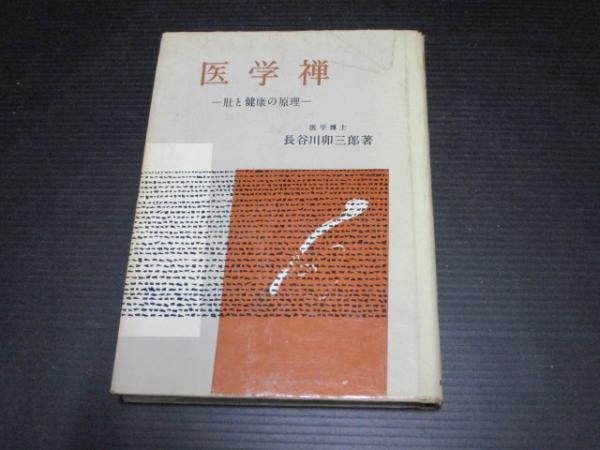 医学禅
―肚と健康の原理―
医学博士
長谷川卯三郎著